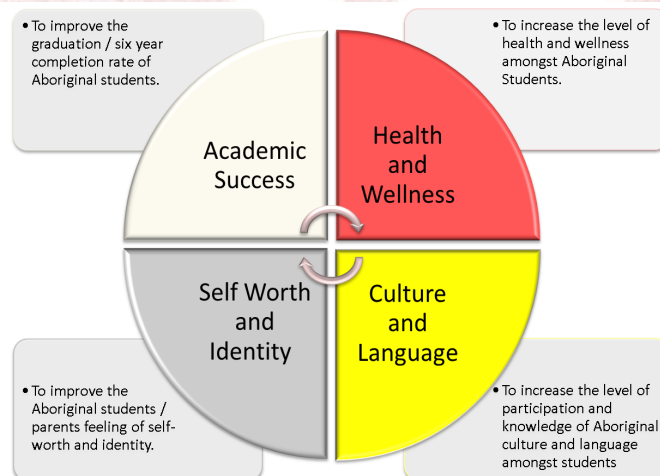 • To improve the
graduation / six year
completion rate of
Aboriginal students.
• To increase the level of
health and wellness
amongst Aboriginal
Students.
Academic
Success
Health
and
Wellness
Self Worth
and
Identity
Culture
and
Language
• To improve the
Aboriginal students /
parents feeling of self-
worth and identity.
• To increase the level of
participation and
knowledge of Aboriginal
culture and language
amongst students